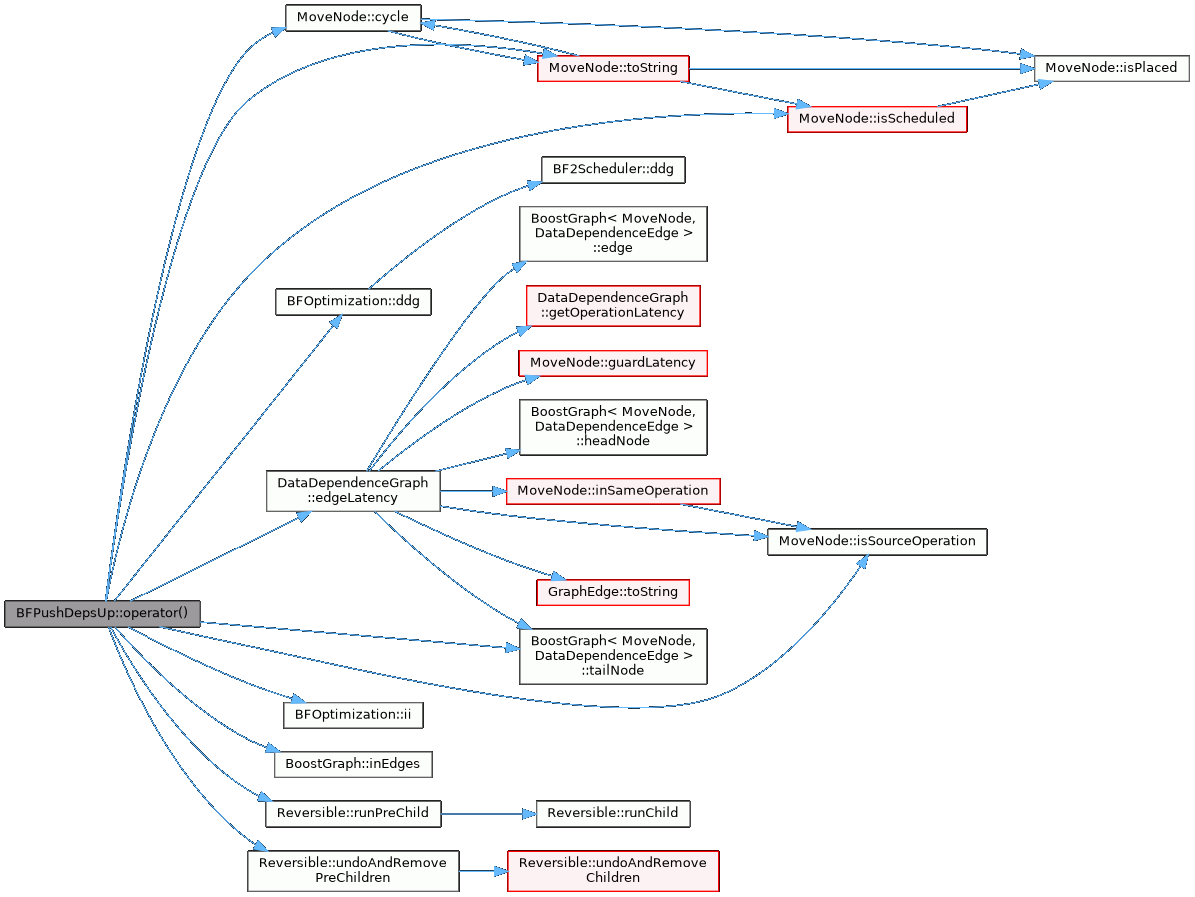 MoveNode::cycle
MoveNode::toString
MoveNode::isPlaced
MoveNode::isScheduled
BF2Scheduler::ddg
BoostGraph< MoveNode,
DataDependenceEdge >
::edge
BFOptimization::ddg
DataDependenceGraph
::getOperationLatency
MoveNode::guardLatency
BoostGraph< MoveNode,
DataDependenceEdge >
::headNode
DataDependenceGraph
::edgeLatency
MoveNode::inSameOperation
MoveNode::isSourceOperation
GraphEdge::toString
BFPushDepsUp::operator()
BoostGraph< MoveNode,
DataDependenceEdge >
::tailNode
BFOptimization::ii
BoostGraph::inEdges
Reversible::runPreChild
Reversible::runChild
Reversible::undoAndRemove
PreChildren
Reversible::undoAndRemove
Children